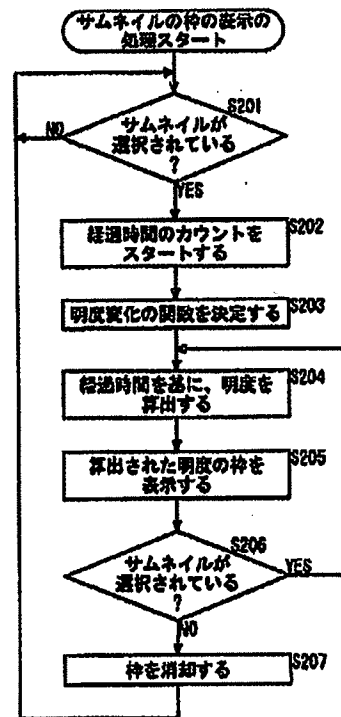 サムネイルの枠の表示の
処理スタート
S201
サムネイルが
選択されている
?
NO
YES
経過時間のカウントを
スタートする
S202
明度変化の関数を決定する
S203
経過時間を基に、明度を
算出する
S204
算出された明度の枠を
表示する
S205
S206
サムネイルが
選択されている
?
YES
NO
枠を消却する
S207